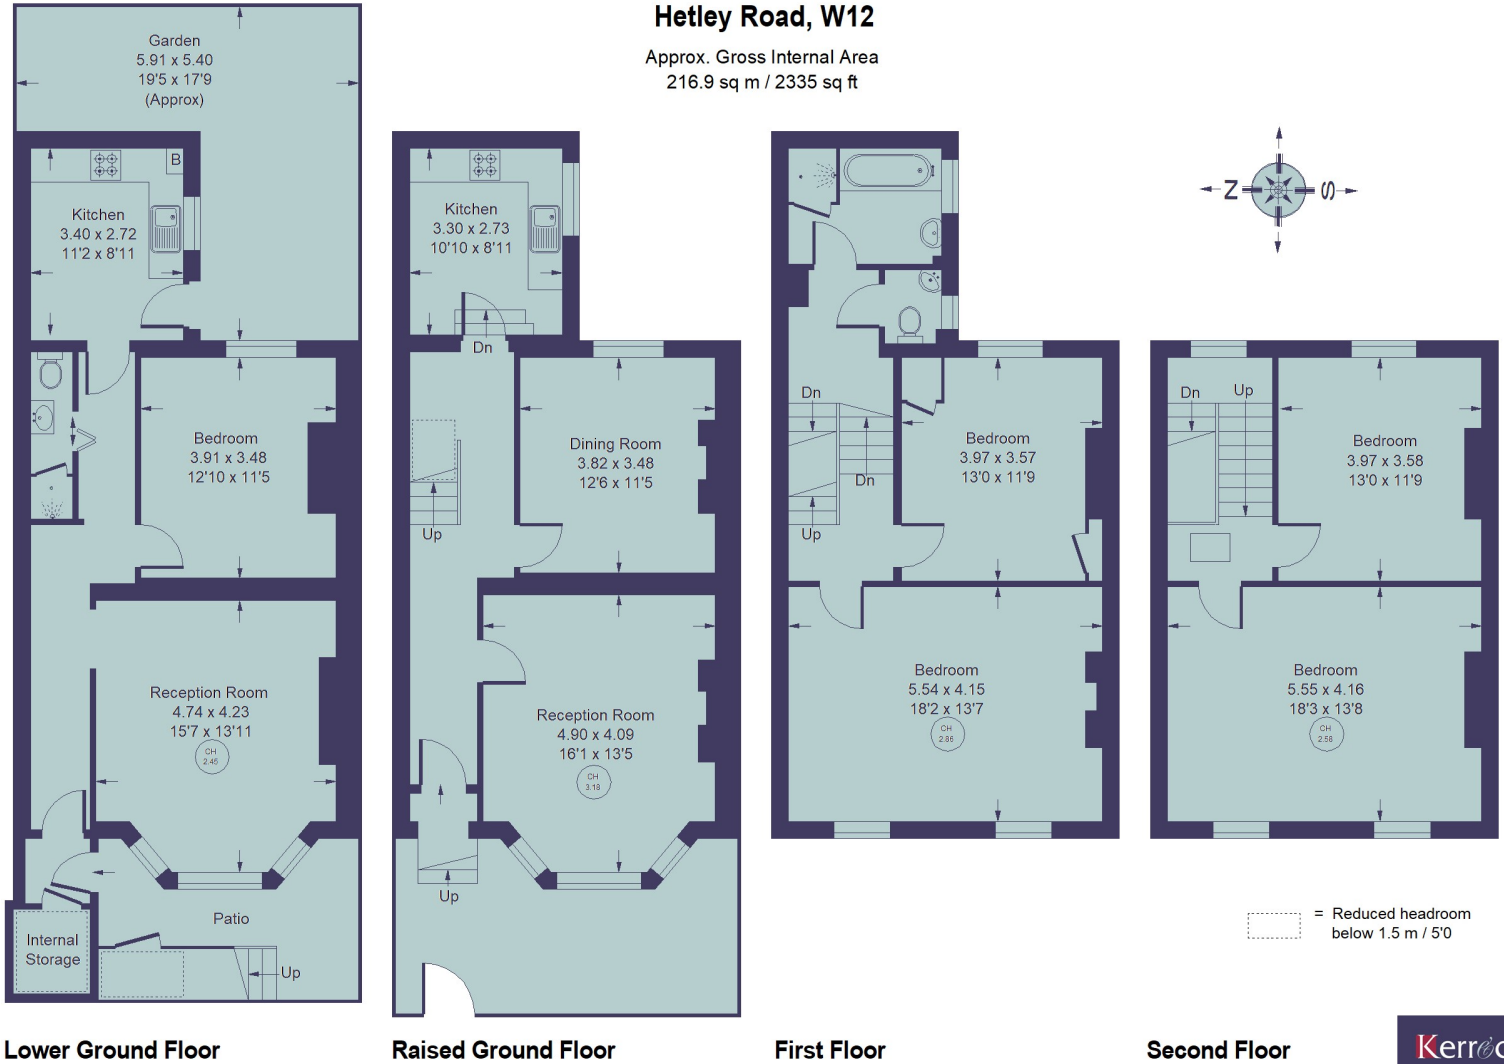 Hetley Road, W12
Approx. Gross Internal Area
216.9 sq m / 2335 sq ft
Garden
5.91 x 5.40
19'5 x 17'9
(Approx)
B
Kitchen
3.40 x 2.72
11'2 x 8'11
Bedroom
3.91 x 3.48
12'10 x 11'5
Reception Room
4.74 x 4.23
15'7 x 13'11
CH
2.45
Patio
Internal
Storage
Up
Lower Ground Floor
Kitchen
3.30 x 2.73
10'10 x 8'11
Dn
Dining Room
3.82 x 3.48
12'6 x 11'5
Up
Reception Room
4.90 x 4.09
16'1 x 13'5
CH
3.18
Up
Raised Ground Floor
Dn
Dn
Up
Bedroom
3.97 x 3.57
13'0 x 11'9
Bedroom
5.54 x 4.15
18'2 x 13'7
CH
2.86
First Floor
N
S
Dn
Up
Bedroom
3.97 x 3.58
13'0 x 11'9
Bedroom
5.55 x 4.16
18'3 x 13'8
CH
2.58
= Reduced headroom
below 1.5 m / 5'0
Second Floor
Kerr&